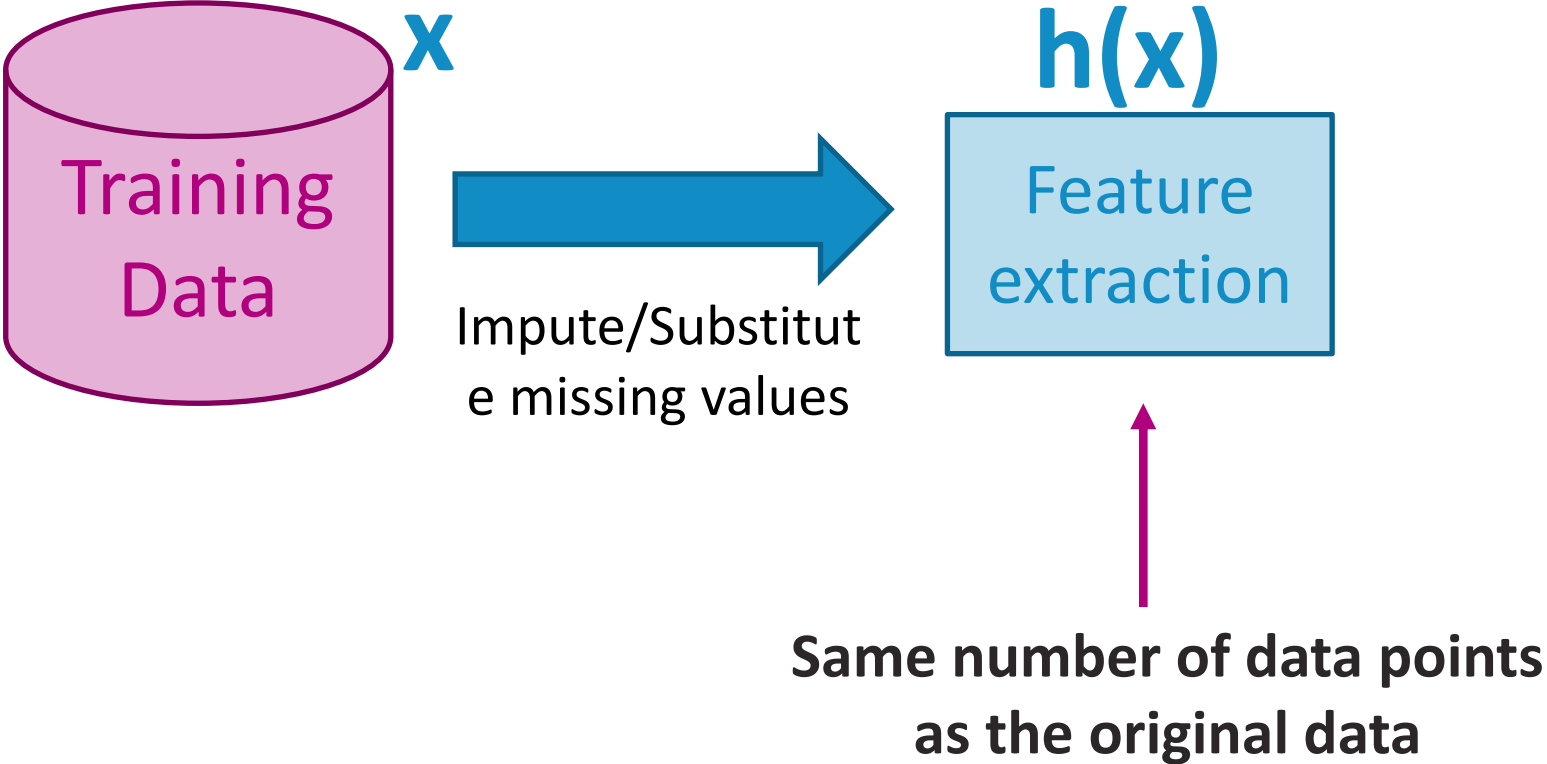 x
h(x)
Training
Data
Impute/Substitut
e missing values
Feature
extraction
Same number of data points
as the original data